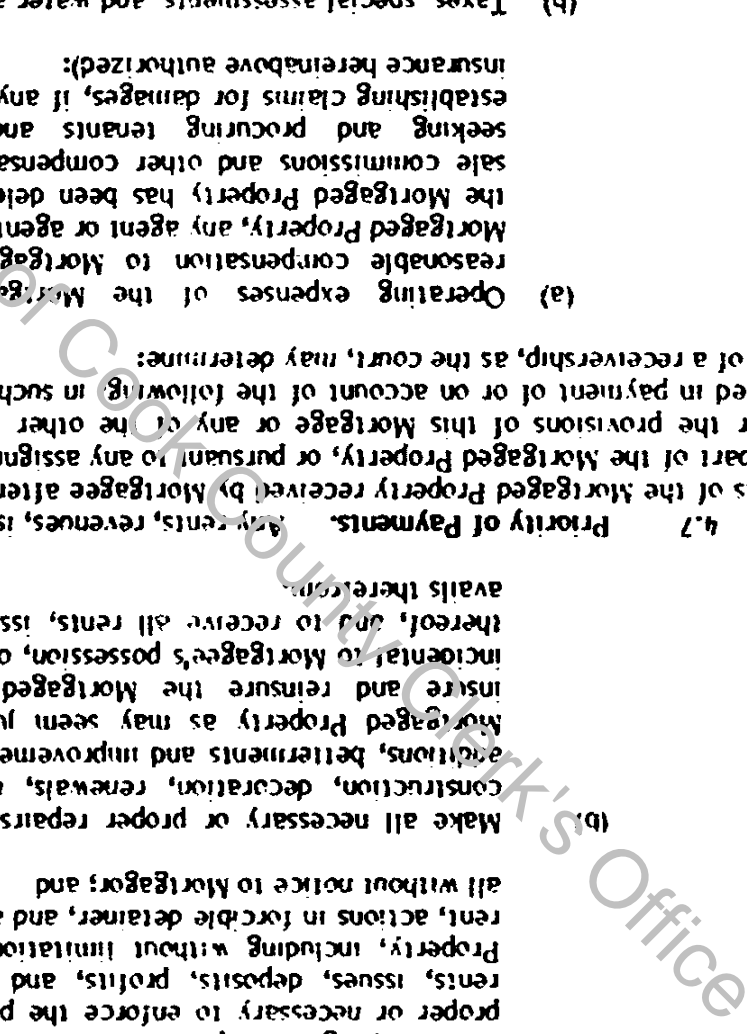 proper or necessary to enforce the p
rents, issues, deposits, profits, and
Property, including without limitation
rent, actions in forcible detainer, and a
all without notice to Mortgagor; and
(b) Make all necessary or proper repairs
construction, decoration, renewals,
additions, betterments and improveme
Mortgaged Property as may seem ju
insure and reinsure the Mortgaged
incidental to Mortgagee's possession, o
thereof, and to receive all rents, iss
avails therefrom.
4.7 Priority of Payments. Any rents, revenues, is
s of the Mortgaged Property received by Mortgagee after
part of the Mortgaged Property, or pursuant to any assignm
r the provisions of this Mortgage or any of the other
ed in payment of or on account of the following, in such
of a receivership, as the court, may determine:
(a) Operating expenses of the Mortgag
reasonable compensation to Mortgag
Mortgaged Property, any agent or agent
the Mortgaged Property has been dele
sale commissions and other compensa
seeking and procuring tenants and
establishing claims for damages, if any
insurance hereinabove authorized);
(b) Taxes, special assessments and water a
of Cook County Clerk's Office